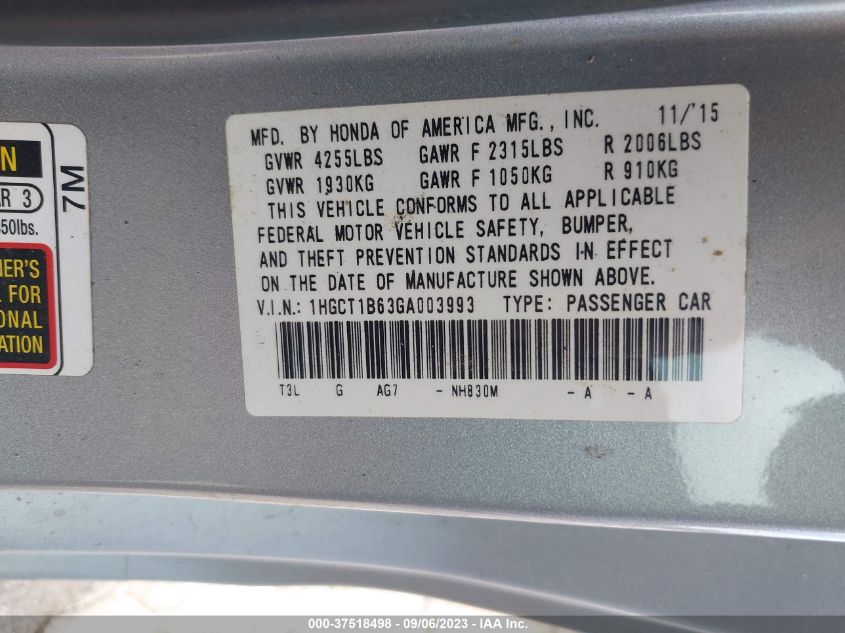 N
AR 3
50lbs.
7M
NER'S
FOR
ONAL
ATION
MFD. BY HONDA OF AMERICA MFG., INC. 11/'15
GVWR 4255LBS GAWR F 2315LBS R 2006LBS
GVWR 1930KG GAWR F 1050KG R 910KG
THIS VEHICLE CONFORMS TO ALL APPLICABLE
FEDERAL MOTOR VEHICLE SAFETY, BUMPER,
AND THEFT PREVENTION STANDARDS IN EFFECT
ON THE DATE OF MANUFACTURE SHOWN ABOVE.
V.I.N.: 1HGCT1B63GA003993 TYPE: PASSENGER CAR
T3L G AG7 - NH830M - A - A
000-37518498 - 09/06/2023 - IAA Inc.